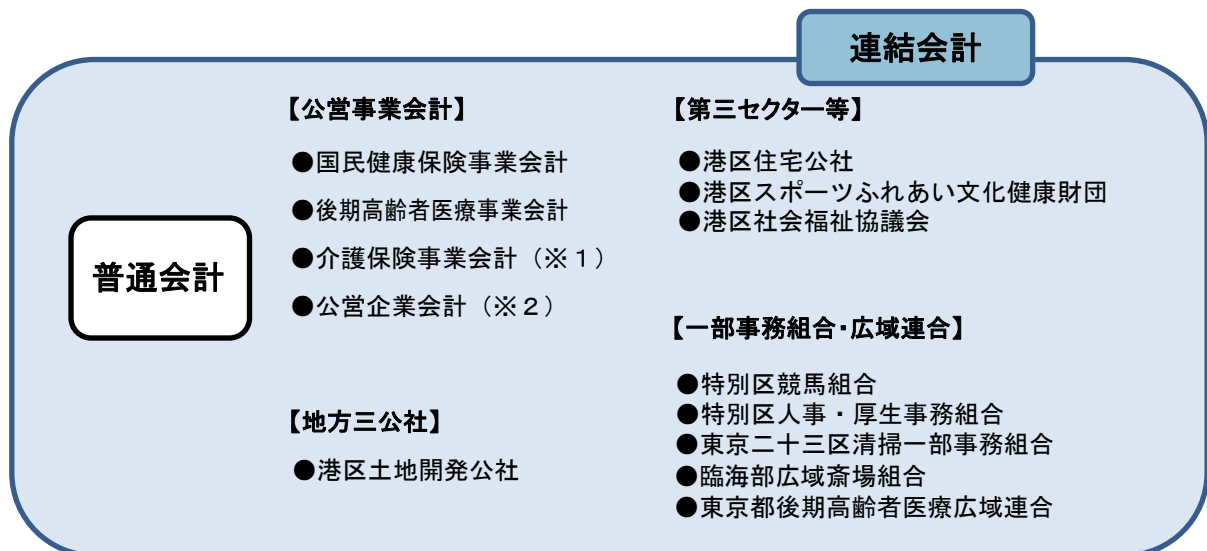 連結会計
普通会計
【公営事業会計】
●国民健康保険事業会計
●後期高齢者医療事業会計
●介護保険事業会計（※１）
●公営企業会計（※２）
【地方三公社】
●港区土地開発公社
【第三セクター等】
●港区住宅公社
●港区スポーツふれあい文化健康財団
●港区社会福祉協議会
【一部事務組合・広域連合】
●特別区競馬組合
●特別区人事・厚生事務組合
●東京二十三区清掃一部事務組合
●臨海部広域斎場組合
●東京都後期高齢者医療広域連合